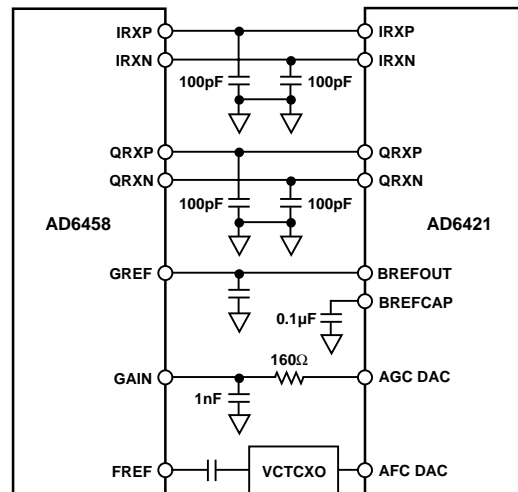 IRXP IRXP
IRXN IRXN
100pF 100pF
QRXP QRXP
QRXN QRXN
100pF 100pF
AD6458 AD6421
GREF BREFOUT
BREFCAP
0.1µF
160Ω
GAIN AGC DAC
1nF
FREF VCTCXO AFC DAC